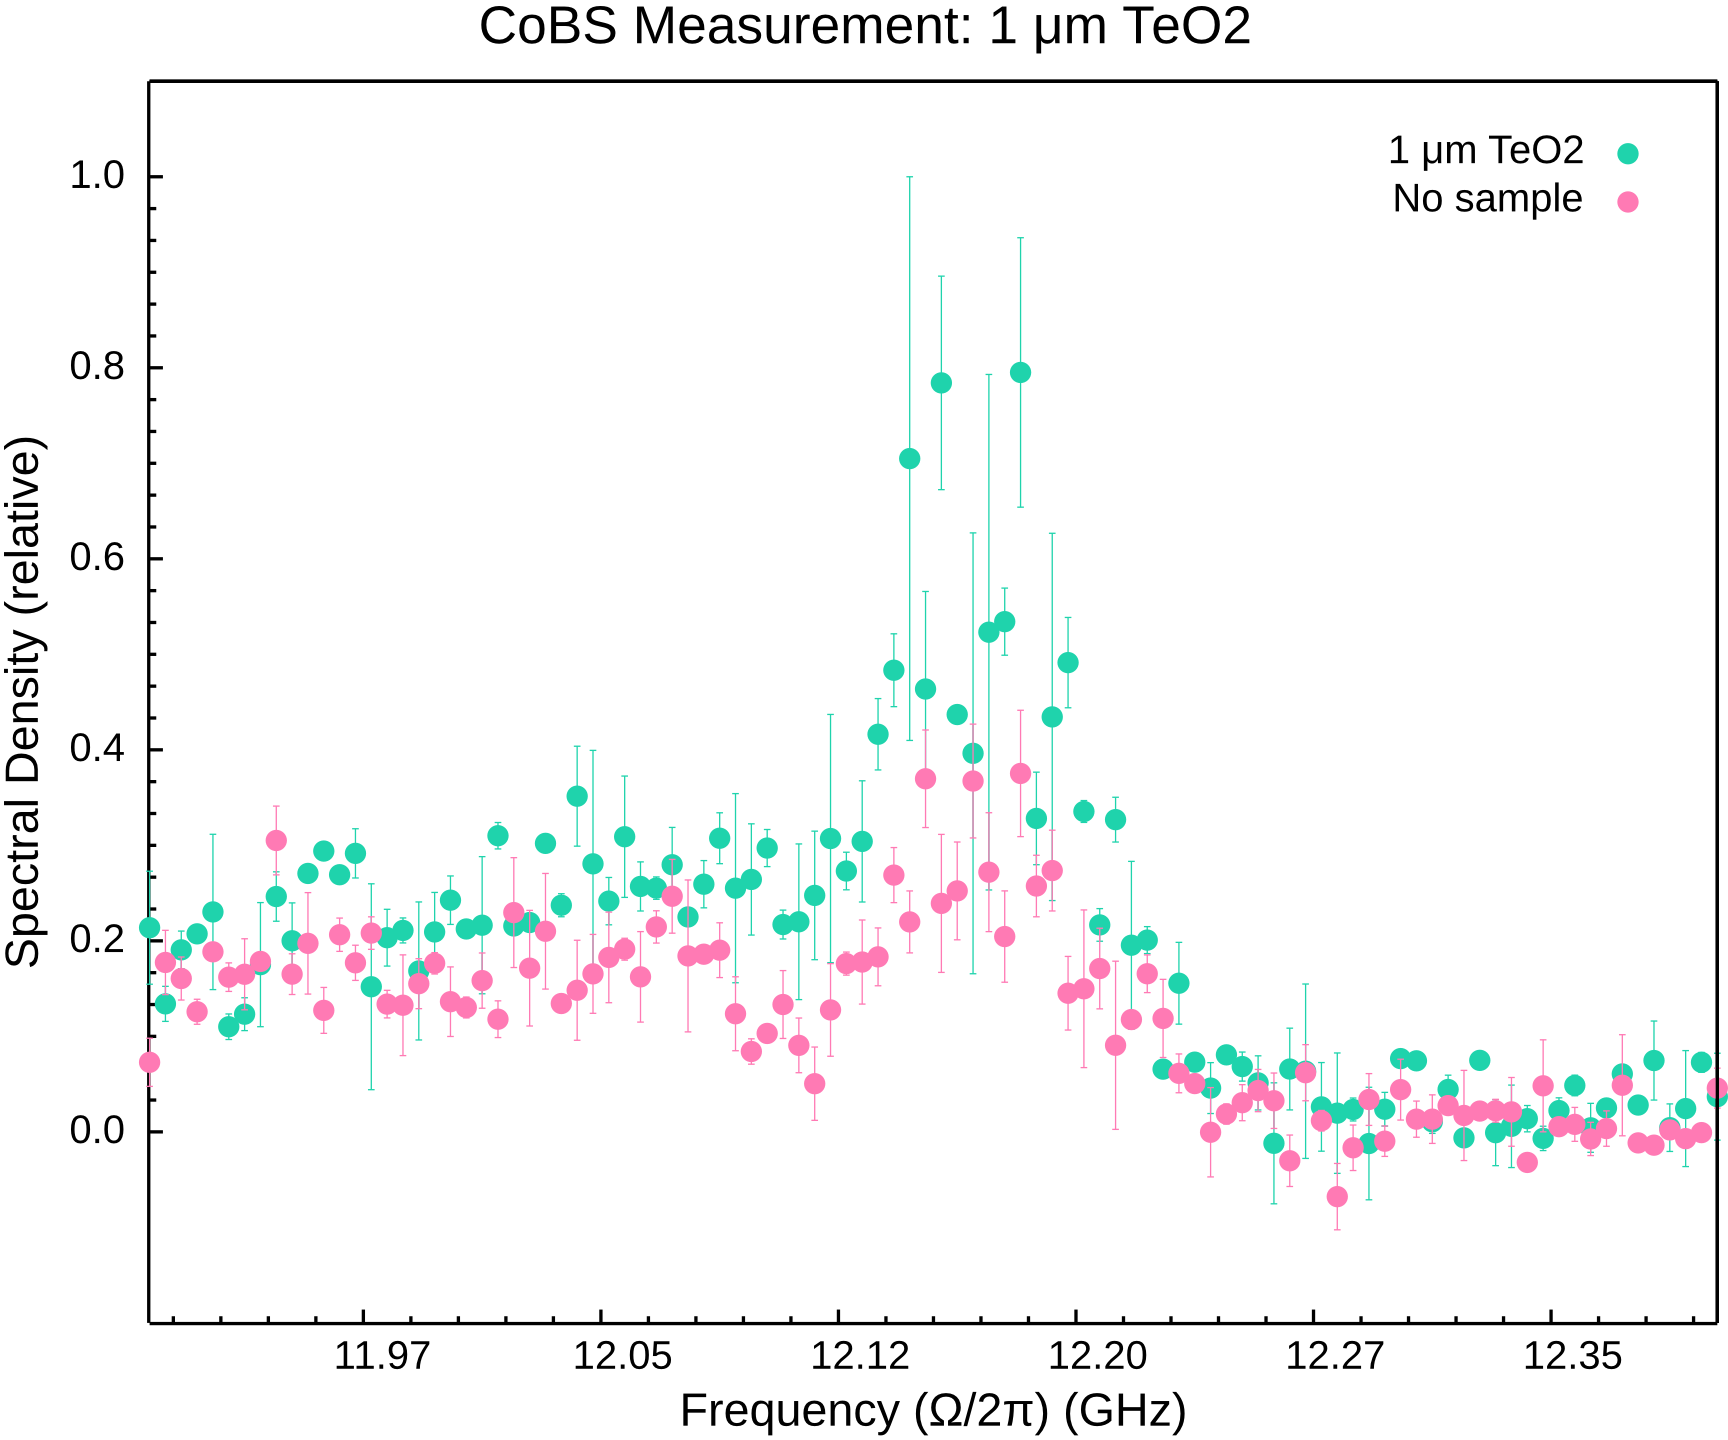 CoBS Measurement: 1 μm TeO2
1 μm TeO2
No sample
Spectral Density (relative)
1.0
0.8
0.6
0.4
0.2
0.0
11.97 12.05 12.12 12.20 12.27 12.35
Frequency (Ω/2π) (GHz)